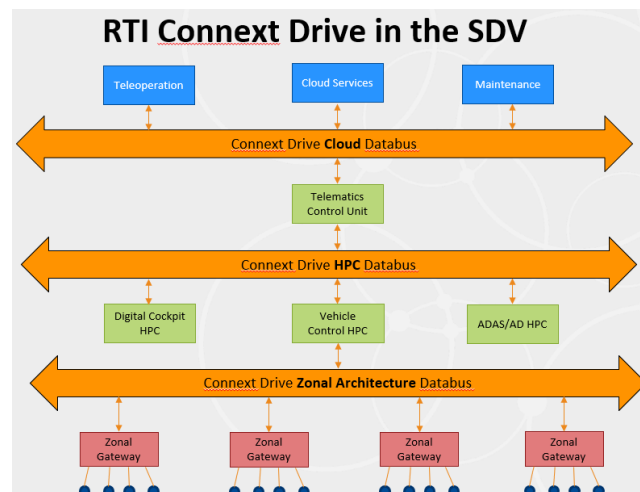 RTI Connext Drive in the SDV
Teleoperation
Cloud Services
Maintenance
Connext Drive Cloud Databus
Telematics
Control Unit
Connext Drive HPC Databus
Digital Cockpit
HPC
Vehicle
Control HPC
ADAS/AD HPC
Connext Drive Zonal Architecture Databus
Zonal
Gateway
Zonal
Gateway
Zonal
Gateway
Zonal
Gateway